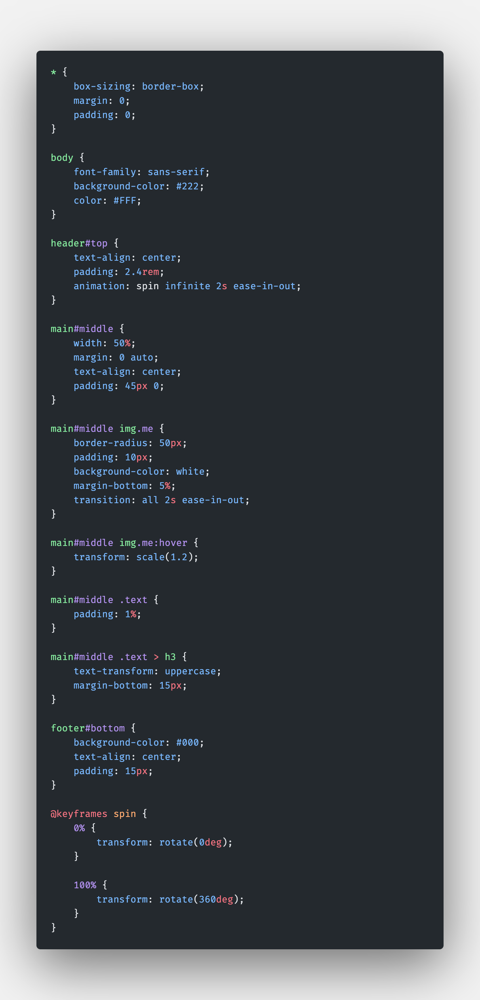 * {
    box-sizing: border-box;
    margin: 0;
    padding: 0;
}

body {
    font-family: sans-serif;
    background-color: #222;
    color: #FFF;
}

header#top {
    text-align: center;
    padding: 2.4rem;
    animation: spin infinite 2s ease-in-out;
}

main#middle {
    width: 50%;
    margin: 0 auto;
    text-align: center;
    padding: 45px 0;
}

main#middle img.me {
    border-radius: 50px;
    padding: 10px;
    background-color: white;
    margin-bottom: 5%;
    transition: all 2s ease-in-out;
}

main#middle img.me:hover {
    transform: scale(1.2);
}

main#middle .text {
    padding: 1%;
}

main#middle .text > h3 {
    text-transform: uppercase;
    margin-bottom: 15px;
}

footer#bottom {
    background-color: #000;
    text-align: center;
    padding: 15px;
}

@keyframes spin {
    0% {
        transform: rotate(0deg);
    }

    100% {
        transform: rotate(360deg);
    }
}